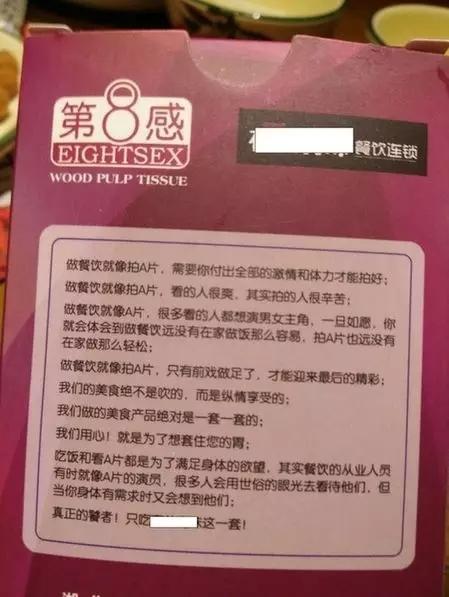 第8感
EIGHTSEX
WOOD PULP TISSUE
餐饮连锁
做餐饮就像拍A片，需要你付出全部的激情和体力才能拍好；
做餐饮就像拍A片，看的人很爽，其实拍的人很辛苦；
做餐饮就像拍A片，很多看的人都想演男女主角，一旦如愿，你
就会体会到做餐饮远没有在家做饭那么容易，拍A片也远没有
在家做那么轻松；
做餐饮就像拍A片，只有前戏做足了，才能迎来最后的精彩；
我们的美食绝不是吹的，而是纵情享受的；
我们做的美食产品绝对是一套一套的；
我们用心！就是为了想套住您的胃；
吃饭和看A片都是为了满足身体的欲望，其实餐饮的从业人员
有时就像A片的演员，很多人会用世俗的眼光去看待他们，但
当你身体有需求时又会想到他们；
真正的饕者！只吃 这一套！